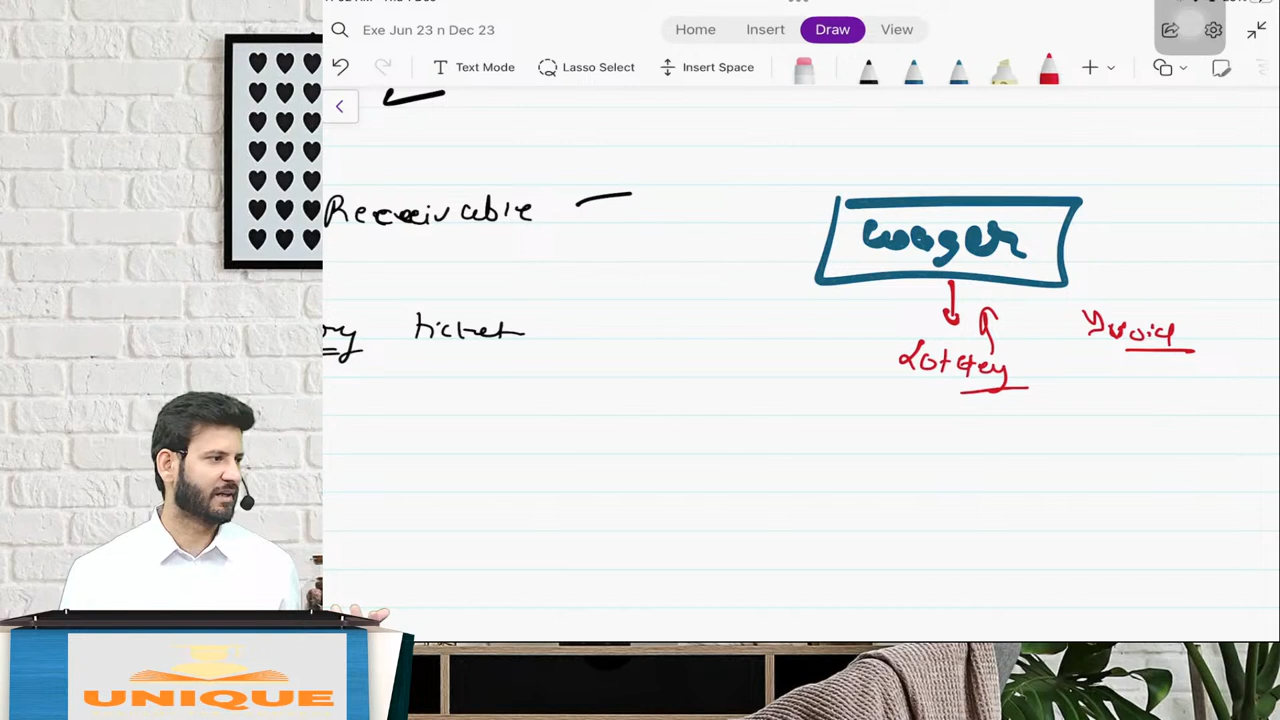 Exe Jun 23 n Dec 23
Home Insert Draw View
Text Mode Lasso Select Insert Space
Receivable
wager
ry ticket
Lottery
void
UNIQUE